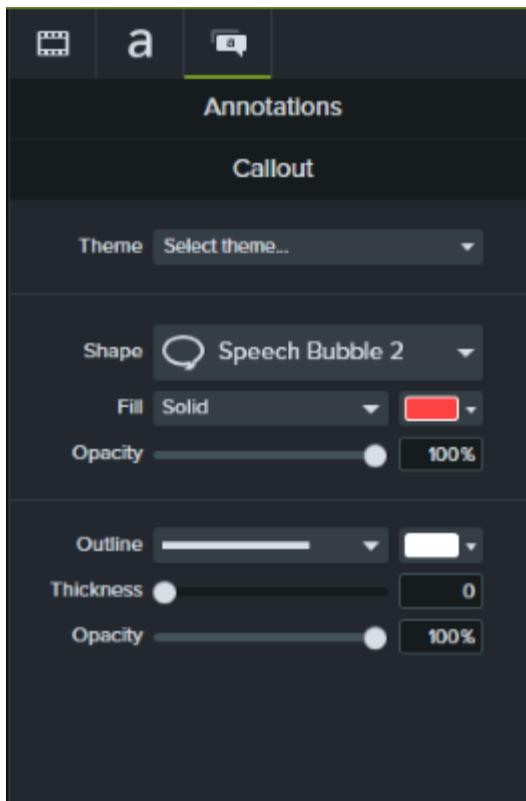 a
a
Annotations
Callout
Theme Select theme...
Shape Speech Bubble 2
Fill Solid
Opacity 100%
Outline
Thickness 0
Opacity 100%